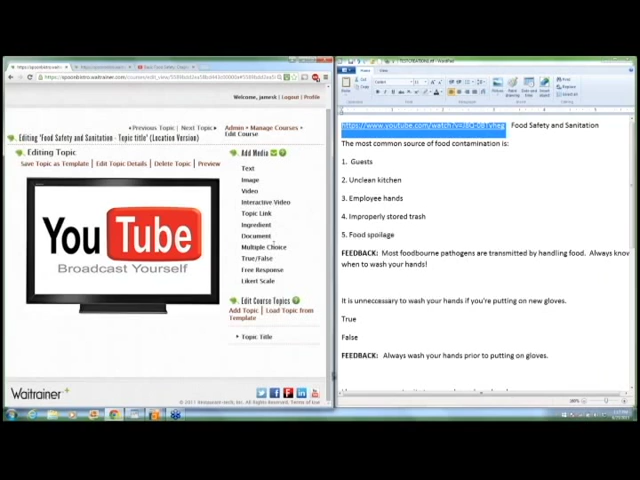 Welcome, jamesk | Logout | Profile
<Previous Topic | Next Topic>
Admin > Manage Courses >
Edit Course
Editing 'Food Safety and Sanitation - Topic title' (Location Version)
Editing Topic
Save Topic as Template | Edit Topic Details | Delete Topic | Preview
YouTube
Broadcast Yourself
Add Media
Text
Image
Video
Interactive Video
Topic Link
Ingredient
Document
Multiple Choice
True/False
Free Response
Likert Scale
Edit Course Topics
Add Topic | Load Topic from
Template
Topic Title
Waitrainer+
Food Safety and Sanitation
The most common source of food contamination is:
1. Guests
2. Unclean kitchen
3. Employee hands
4. Improperly stored trash
5. Food spoilage
FEEDBACK: Most foodbourne pathogens are transmitted by handling food. Always know
when to wash your hands!
It is unneccessary to wash your hands if you're putting on new gloves.
True
False
FEEDBACK: Always wash your hands prior to putting on gloves.